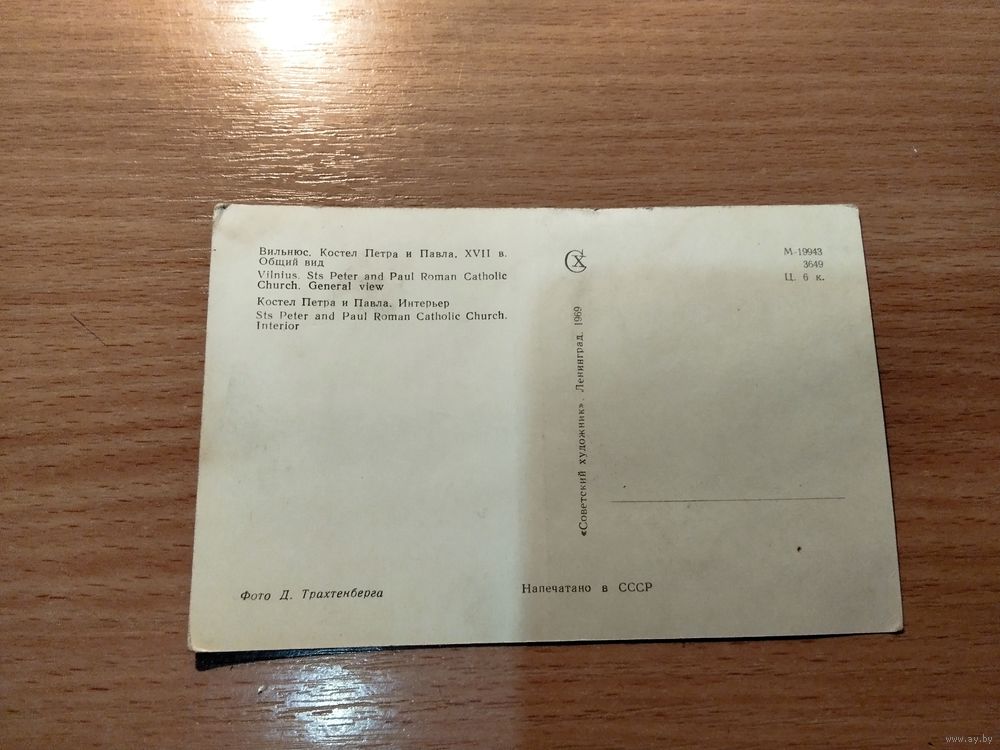 Вильнюс. Костел Петра и Павла. XVII в.
Общий вид
Vilnius. Sts Peter and Paul Roman Catholic
Church. General view
Костел Петра и Павла. Интерьер
Sts Peter and Paul Roman Catholic Church.
Interior
Фото Д. Трахтенберга
СХ
«Советский художник». Ленинград. 1969
Напечатано в СССР
М-19943
3649
Ц. 6 к.
www.ay.by